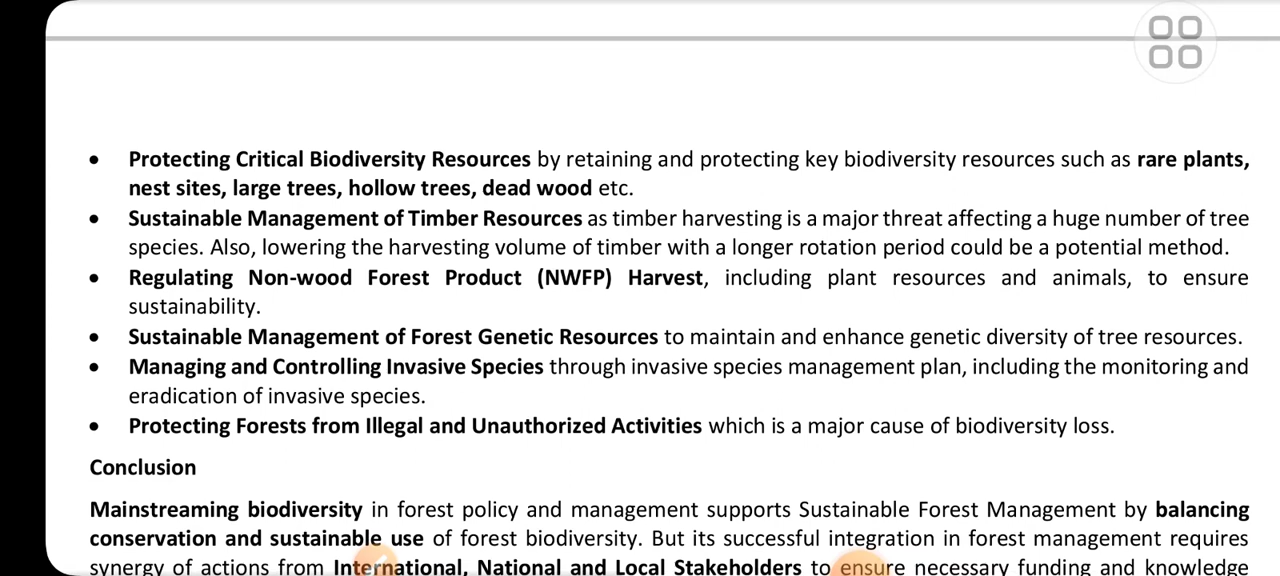 • Protecting Critical Biodiversity Resources by retaining and protecting key biodiversity resources such as rare plants,
nest sites, large trees, hollow trees, dead wood etc.
• Sustainable Management of Timber Resources as timber harvesting is a major threat affecting a huge number of tree
species. Also, lowering the harvesting volume of timber with a longer rotation period could be a potential method.
• Regulating Non-wood Forest Product (NWFP) Harvest, including plant resources and animals, to ensure
sustainability.
• Sustainable Management of Forest Genetic Resources to maintain and enhance genetic diversity of tree resources.
• Managing and Controlling Invasive Species through invasive species management plan, including the monitoring and
eradication of invasive species.
• Protecting Forests from Illegal and Unauthorized Activities which is a major cause of biodiversity loss.
Conclusion
Mainstreaming biodiversity in forest policy and management supports Sustainable Forest Management by balancing
conservation and sustainable use of forest biodiversity. But its successful integration in forest management requires
synergy of actions from International, National and Local Stakeholders to ensure necessary funding and knowledge